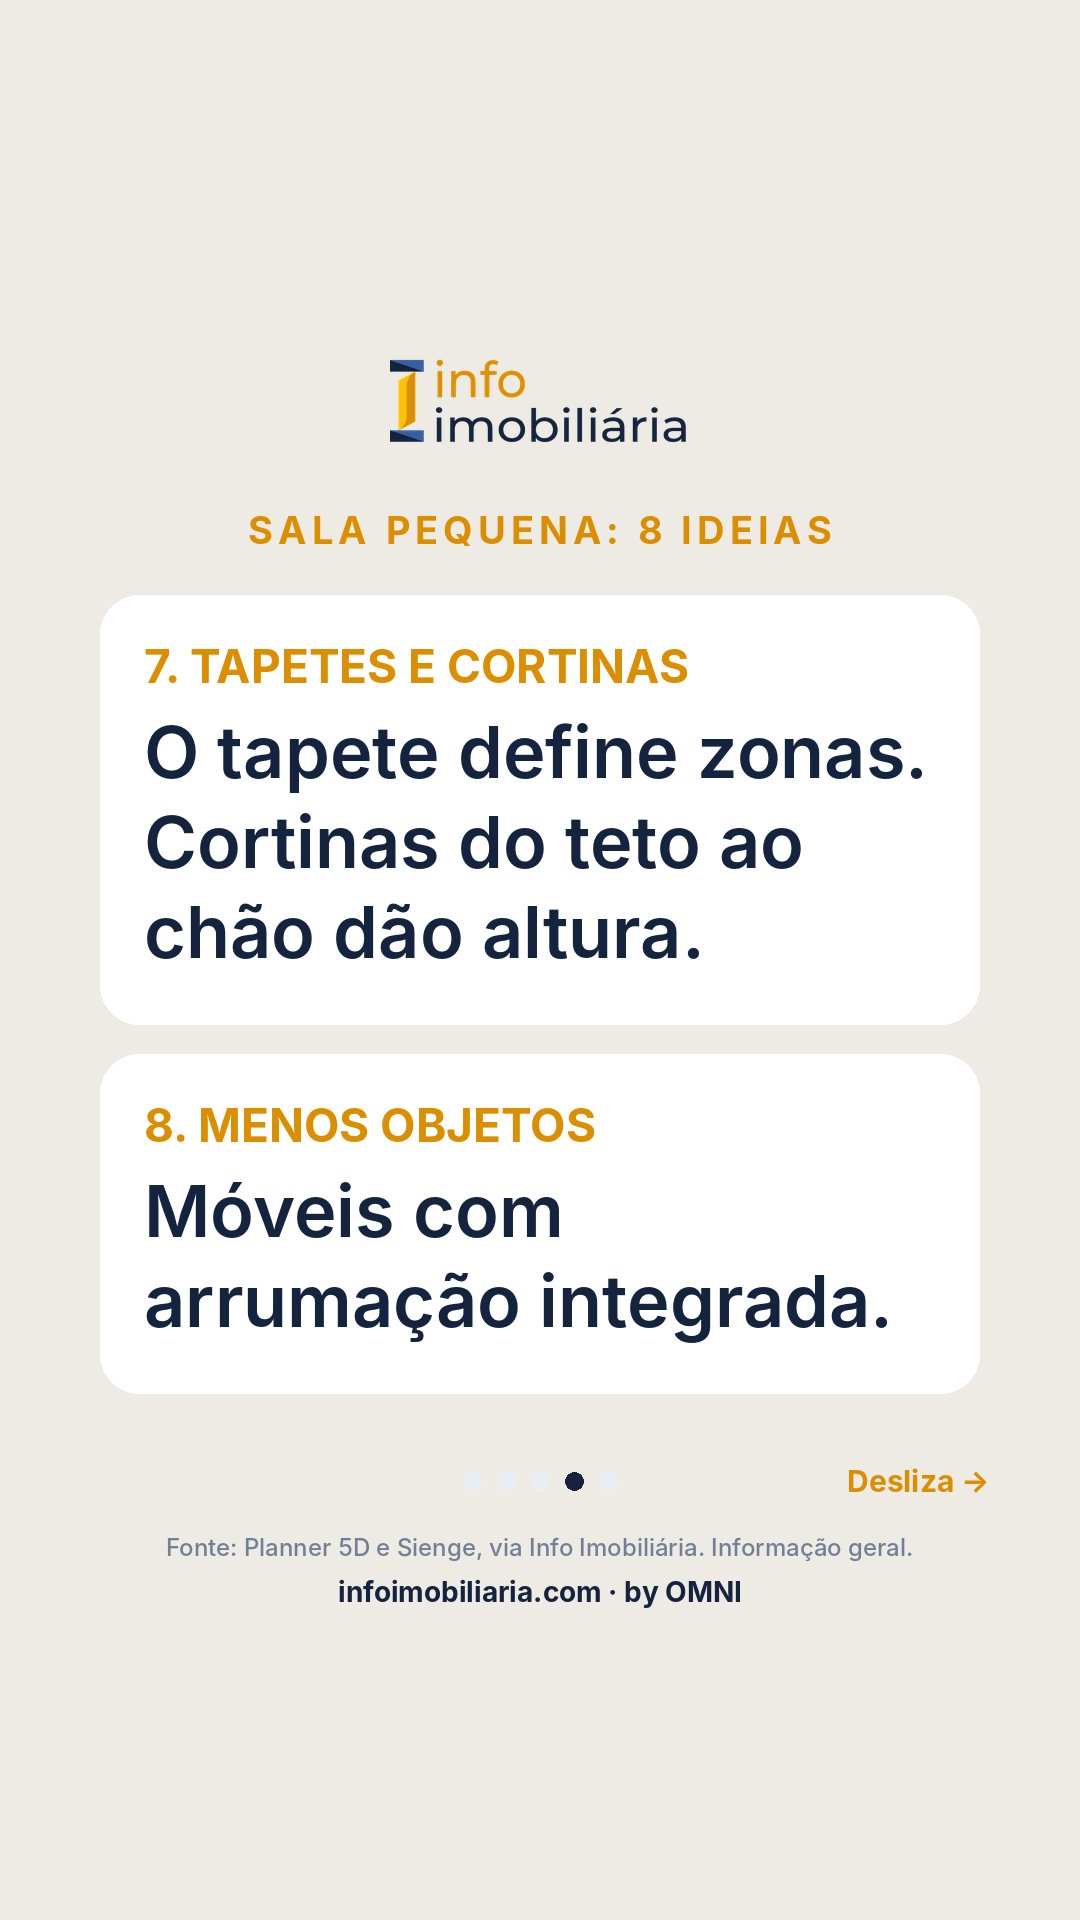 info
imobiliária
SALA PEQUENA: 8 IDEIAS
7. TAPETES E CORTINAS
O tapete define zonas.
Cortinas do teto ao
chão dão altura.
8. MENOS OBJETOS
Móveis com
arrumação integrada.
Desliza →
Fonte: Planner 5D e Sienge, via Info Imobiliária. Informação geral.
infoimobiliaria.com · by OMNI